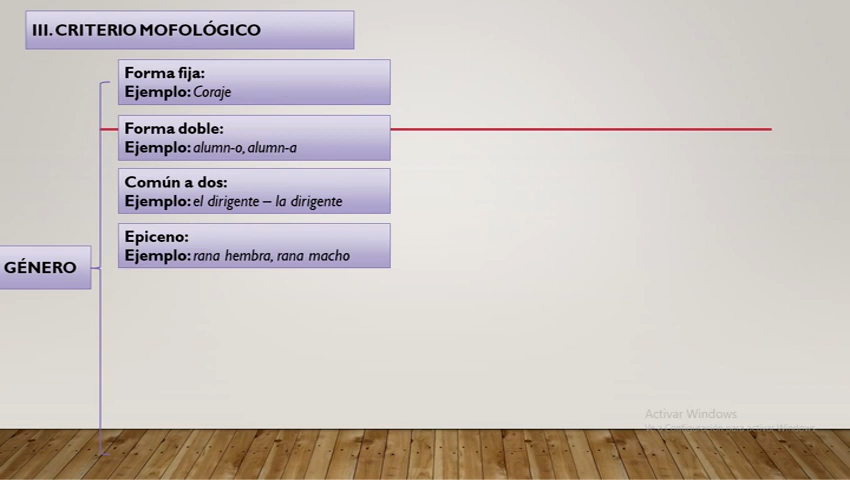 III. CRITERIO MOFOLÓGICO
Forma fija:
Ejemplo: Coraje
Forma doble:
Ejemplo: alumn-o, alumn-a
Común a dos:
Ejemplo: el dirigente – la dirigente
Epiceno:
Ejemplo: rana hembra, rana macho
GÉNERO
Activar Windows